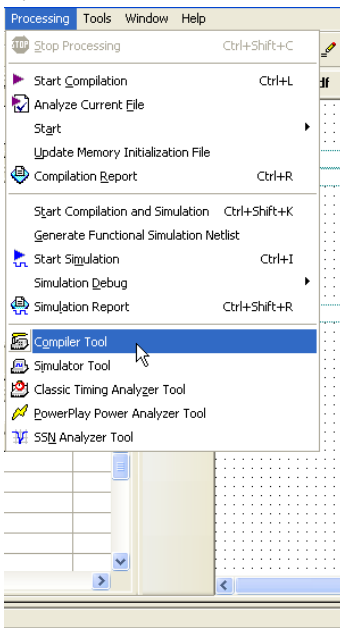 Processing Tools Window Help
Stop Processing Ctrl+Shift+C
Start Compilation Ctrl+L
Analyze Current File
Start
Update Memory Initialization File
Compilation Report Ctrl+R
Start Compilation and Simulation Ctrl+Shift+K
Generate Functional Simulation Netlist
Start Simulation Ctrl+I
Simulation Debug
Simulation Report Ctrl+Shift+R
Compiler Tool
Simulator Tool
Classic Timing Analyzer Tool
PowerPlay Power Analyzer Tool
SSN Analyzer Tool